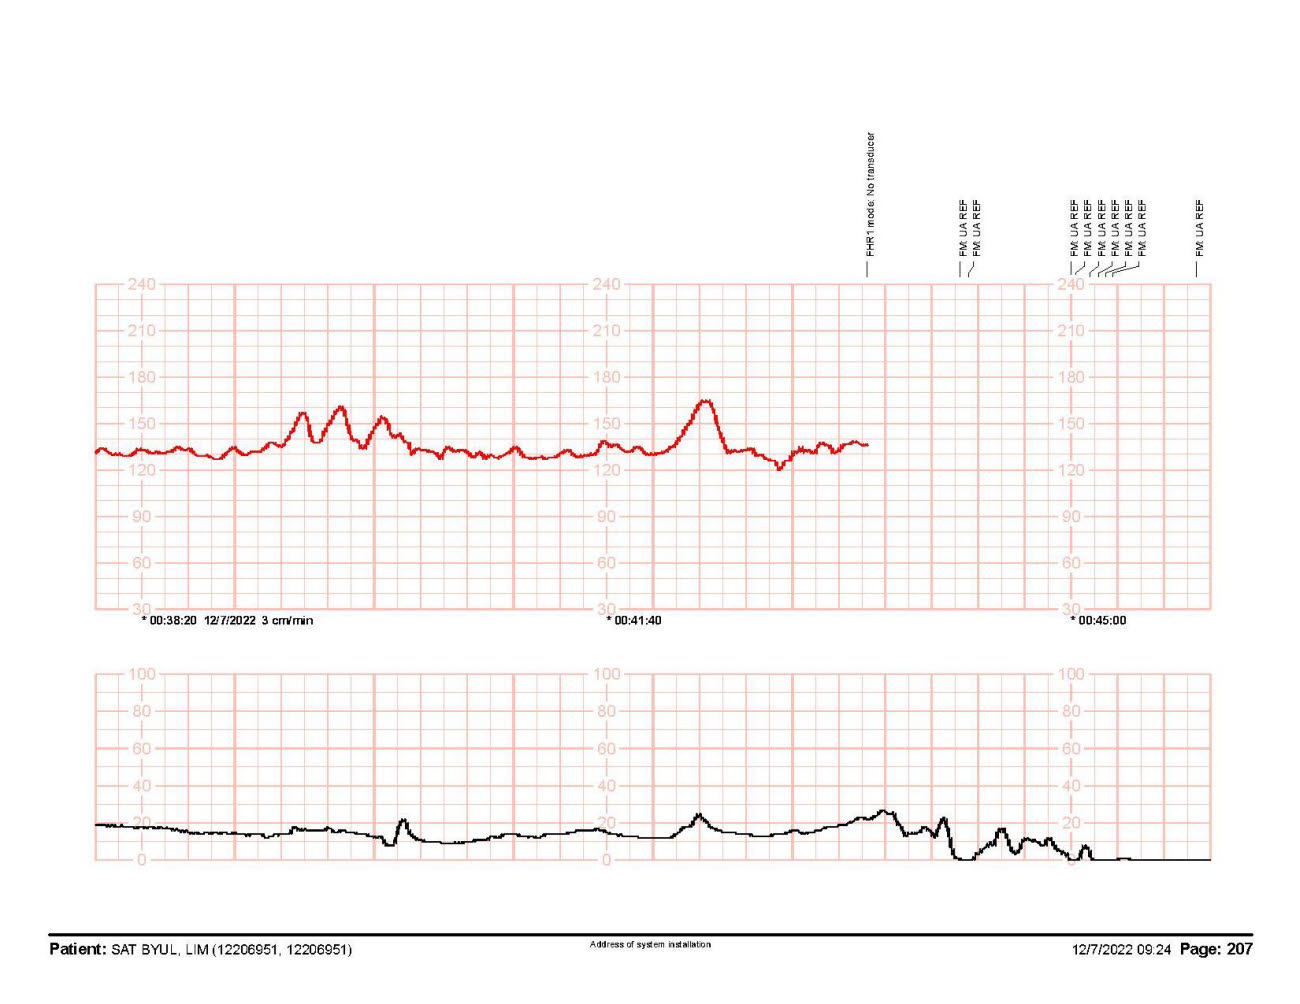 FHR1 mode: No transducer
FM: UA REF
FM: UA REF
FM: UA REF
FM: UA REF
FM: UA REF
FM: UA REF
FM: UA REF
FM: UA REF
FM: UA REF
240 240 240
210 210 210
180 180 180
150 150 150
120 120 120
90 90 90
60 60 60
30 30 30
* 00:38:20 12/7/2022 3 cm/min * 00:41:40 * 00:45:00
100 100 100
80 80 80
60 60 60
40 40 40
20 20 20
0 0 0
Patient: SAT BYUL, LIM (12206951, 12206951) Address of system installation 12/7/2022 09:24 Page: 207